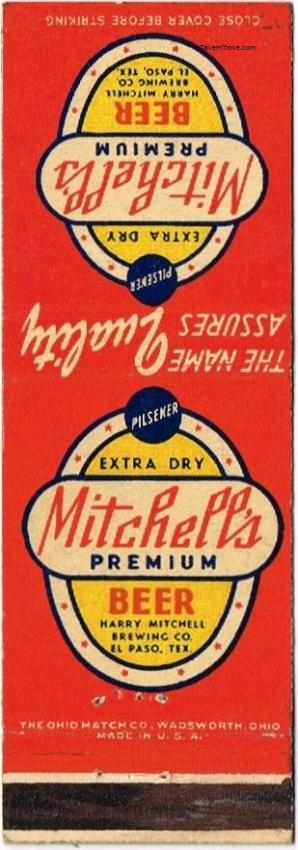 CLOSE COVER BEFORE STRIKING
TavernTrove.com
PILSENER
EXTRA DRY
Mitchell's
PREMIUM
BEER
HARRY MITCHELL
BREWING CO.
EL PASO, TEX.
THE NAME
Quality
ASSURES
PILSENER
EXTRA DRY
Mitchell's
PREMIUM
BEER
HARRY MITCHELL
BREWING CO.
EL PASO, TEX.
THE OHIO MATCH CO. WADSWORTH, OHIO
MADE IN U. S. A.